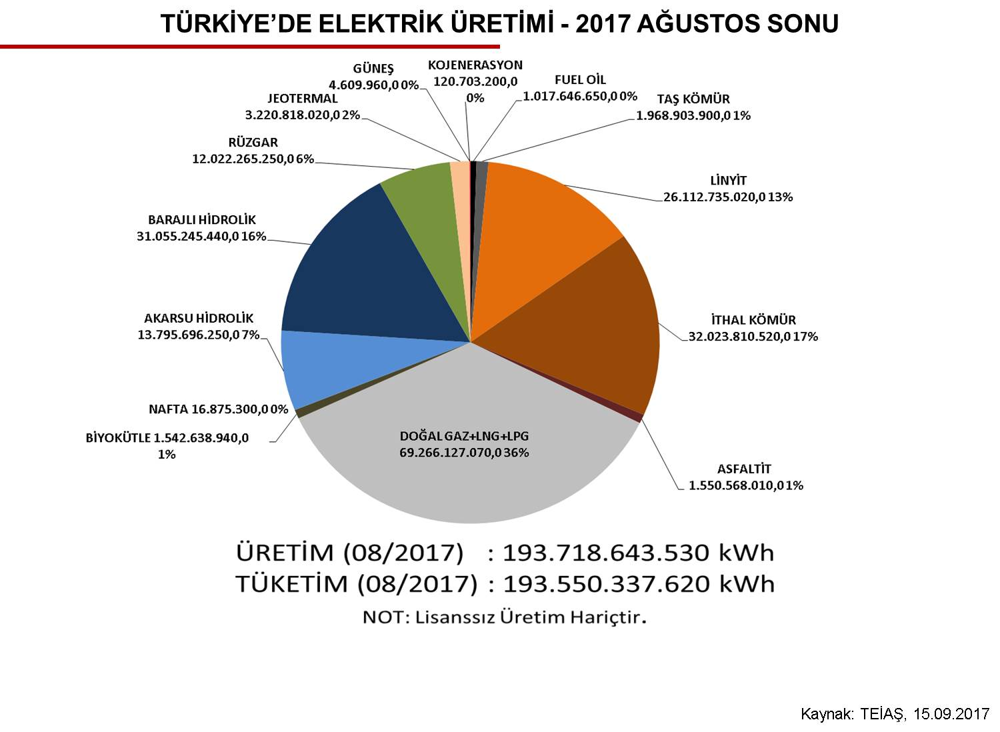 TÜRKİYE’DE ELEKTRİK ÜRETİMİ - 2017 AĞUSTOS SONU
GÜNEŞ
4.609.960,0 0%
KOJENERASYON
120.703.200,0
0%
FUEL OİL
1.017.646.650,0 0%
TAŞ KÖMÜR
1.968.903.900,0 1%
JEOTERMAL
3.220.818.020,0 2%
RÜZGAR
12.022.265.250,0 6%
LİNYİT
26.112.735.020,0 13%
BARAJLI HİDROLİK
31.055.245.440,0 16%
AKARSU HİDROLİK
13.795.696.250,0 7%
İTHAL KÖMÜR
32.023.810.520,0 17%
NAFTA 16.875.300,0 0%
BİYOKÜTLE 1.542.638.940,0
1%
DOĞAL GAZ+LNG+LPG
69.266.127.070,0 36%
ASFALTİT
1.550.568.010,0 1%
ÜRETİM (08/2017) : 193.718.643.530 kWh
TÜKETİM (08/2017) : 193.550.337.620 kWh
NOT: Lisanssız Üretim Hariçtir.
Kaynak: TEİAŞ, 15.09.2017